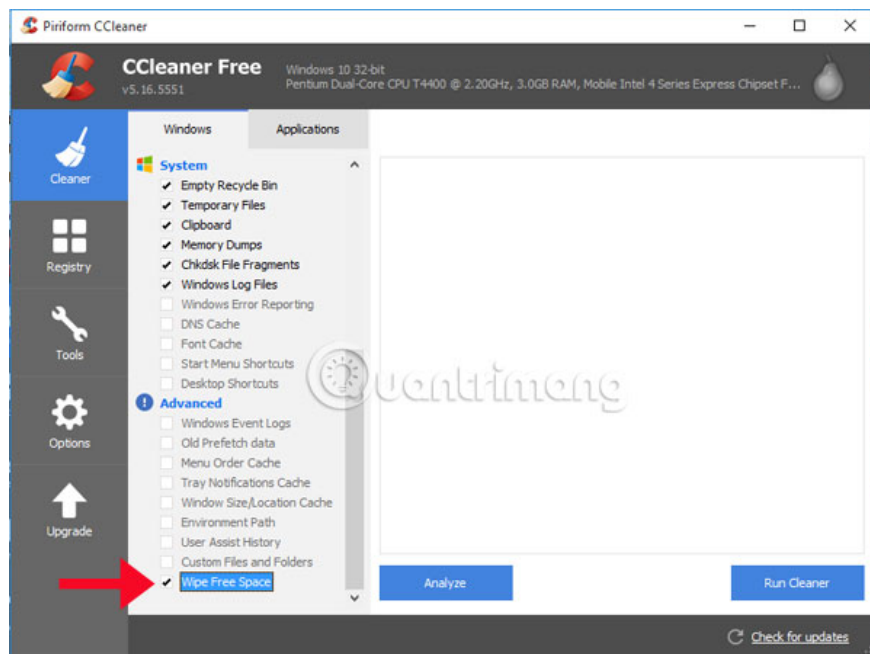 Piriform CCleaner
CCleaner Free
v5.16.5551
Windows 10 32-bit
Pentium Dual-Core CPU T4400 @ 2.20GHz, 3.0GB RAM, Mobile Intel 4 Series Express Chipset F...
Cleaner
Registry
Tools
Options
Upgrade
Windows
Applications
System
Empty Recycle Bin
Temporary Files
Clipboard
Memory Dumps
Chkdsk File Fragments
Windows Log Files
Windows Error Reporting
DNS Cache
Font Cache
Start Menu Shortcuts
Desktop Shortcuts
Advanced
Windows Event Logs
Old Prefetch data
Menu Order Cache
Tray Notifications Cache
Window Size/Location Cache
Environment Path
User Assist History
Custom Files and Folders
Wipe Free Space
Quantrimang
Analyze
Run Cleaner
Check for updates